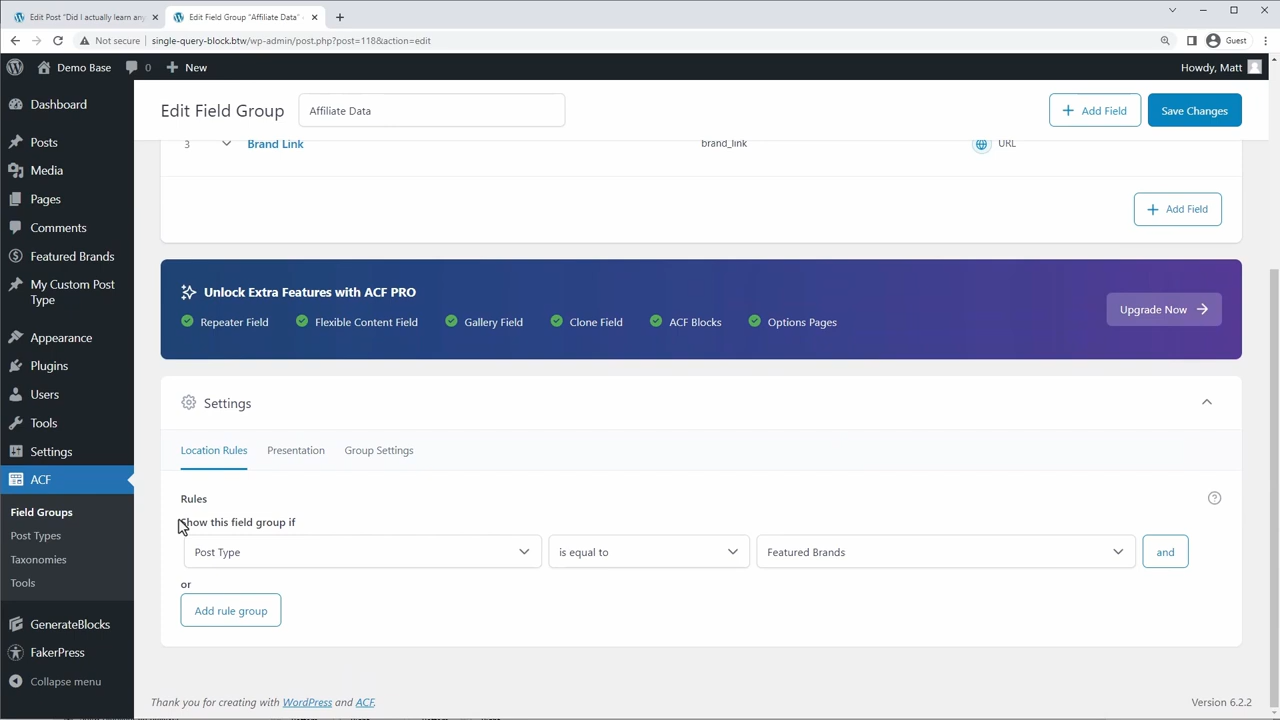 Edit Post "Did I actually learn any
Edit Field Group "Affiliate Data"
Not secure single-query-block.btw/wp-admin/post.php?post=118&action=edit
Guest
Demo Base 0 New
Howdy, Matt
Dashboard
Posts
Media
Pages
Comments
Featured Brands
My Custom Post
Type
Appearance
Plugins
Users
Tools
Settings
ACF
Field Groups
Post Types
Taxonomies
Tools
GenerateBlocks
FakerPress
Collapse menu
Edit Field Group
Affiliate Data
Add Field
Save Changes
3 Brand Link brand_link URL
Add Field
Unlock Extra Features with ACF PRO
Repeater Field Flexible Content Field Gallery Field Clone Field ACF Blocks Options Pages
Upgrade Now
Settings
Location Rules Presentation Group Settings
Rules
Show this field group if
Post Type is equal to Featured Brands and
or
Add rule group
Thank you for creating with WordPress and ACF.
Version 6.2.2